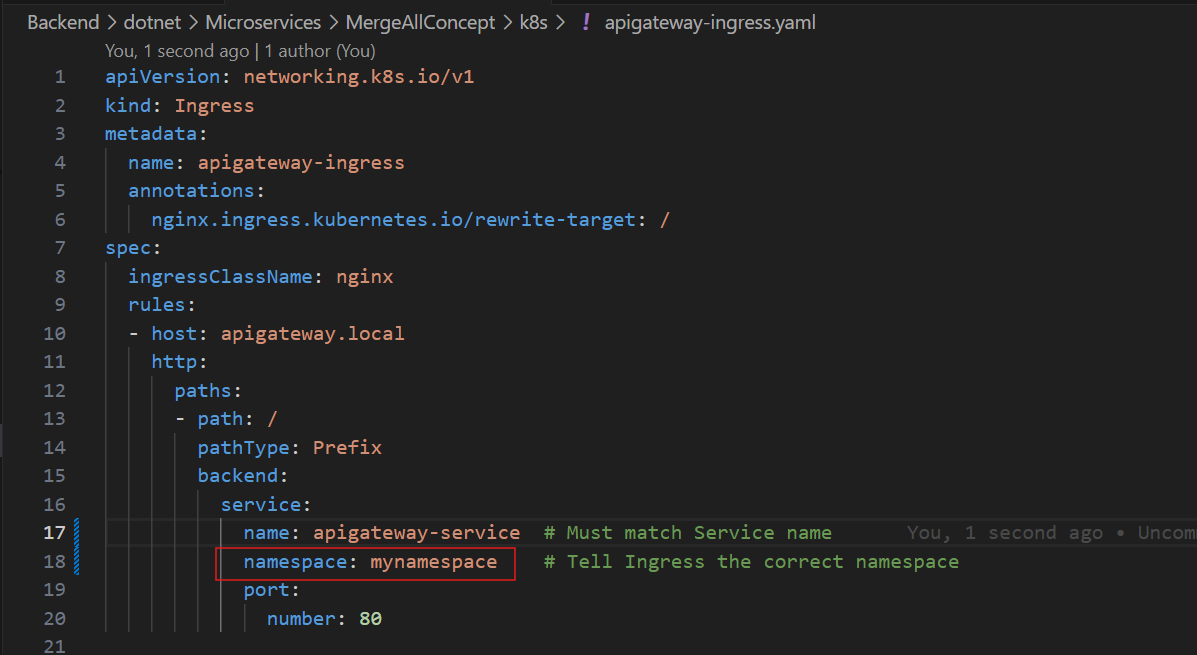 Backend > dotnet > Microservices > MergeAllConcept > k8s > ! apigateway-ingress.yaml
You, 1 second ago | 1 author (You)
1 apiVersion: networking.k8s.io/v1
2 kind: Ingress
3 metadata:
4   name: apigateway-ingress
5   annotations:
6     nginx.ingress.kubernetes.io/rewrite-target: /
7 spec:
8   ingressClassName: nginx
9   rules:
10   - host: apigateway.local
11     http:
12       paths:
13       - path: /
14         pathType: Prefix
15         backend:
16           service:
17             name: apigateway-service  # Must match Service name You, 1 second ago •
18             namespace: mynamespace    # Tell Ingress the correct namespace
19             port:
20               number: 80
21